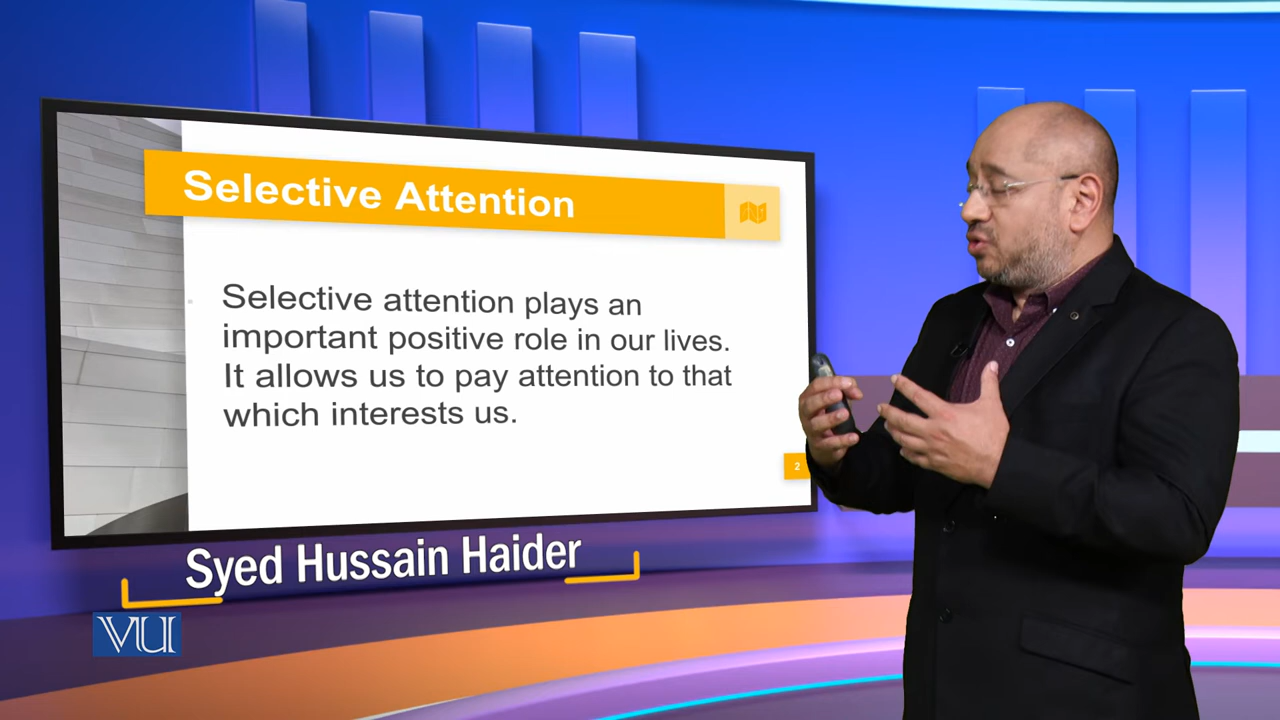 Selective Attention
Selective attention plays an
important positive role in our lives.
It allows us to pay attention to that
which interests us.
2
Syed Hussain Haider
VU